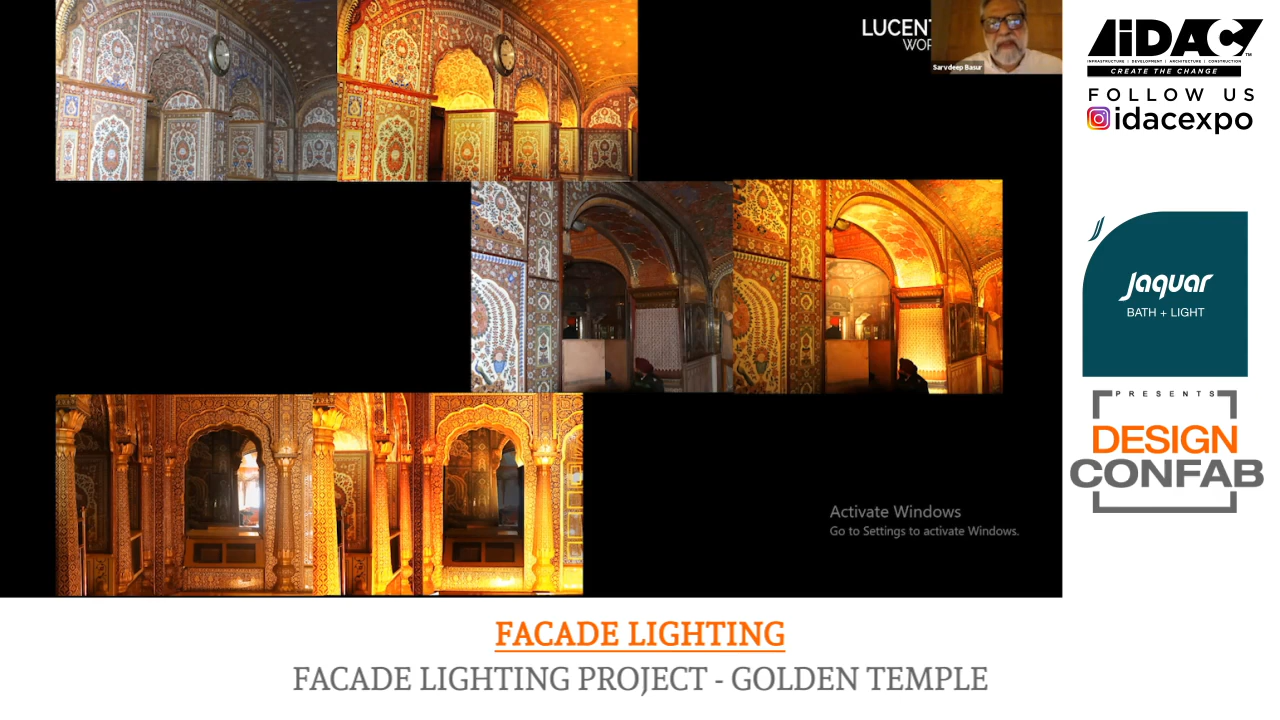 LUCENT
WOR
Sarvdeep Basur
IDAC
INFRASTRUCTURE | DEVELOPMENT | ARCHITECTURE | CONSTRUCTION
CREATE THE CHANGE
FOLLOW US
idacexpo
Jaquar
BATH + LIGHT
PRESENTS
DESIGN
CONFAB
Activate Windows
Go to Settings to activate Windows.
FACADE LIGHTING
FACADE LIGHTING PROJECT - GOLDEN TEMPLE